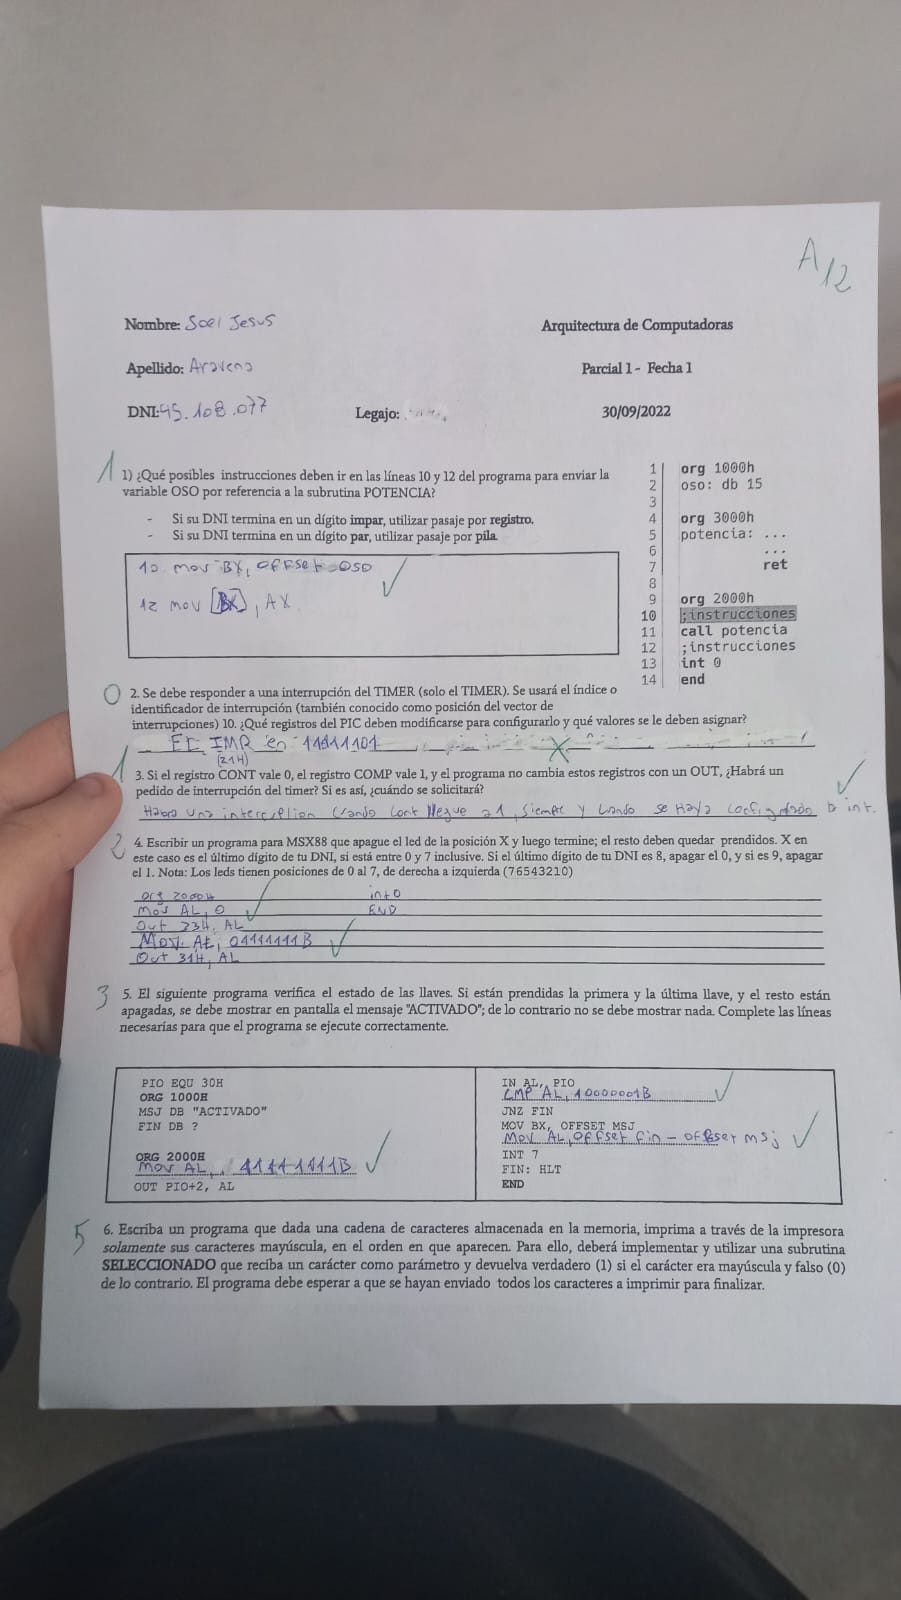 A12
Nombre: Joel Jesus
Arquitectura de Computadoras
Apellido: Aravena
Parcial 1 - Fecha 1
DNI:45.108.077
Legajo:
30/09/2022
1
1) ¿Qué posibles instrucciones deben ir en las líneas 10 y 12 del programa para enviar la
variable OSO por referencia a la subrutina POTENCIA?
- Si su DNI termina en un dígito impar, utilizar pasaje por registro.
- Si su DNI termina en un dígito par, utilizar pasaje por pila.
10 mov BX, offset OSO
12 mov [BX], AX
1 org 1000h
2 oso: db 15
3
4 org 3000h
5 potencia: ...
6 ...
7 ret
8
9 org 2000h
10 ;instrucciones
11 call potencia
12 ;instrucciones
13 int 0
14 end
0
2. Se debe responder a una interrupción del TIMER (solo el TIMER). Se usará el índice o
identificador de interrupción (también conocido como posición del vector de
interrupciones) 10. ¿Qué registros del PIC deben modificarse para configurarlo y qué valores se le deben asignar?
El IMR en 11111101
(21H)
1
3. Si el registro CONT vale 0, el registro COMP vale 1, y el programa no cambia estos registros con un OUT, ¿Habrá un
pedido de interrupción del timer? Si es así, ¿cuándo se solicitará?
Habra una cuando Cont llegue a 1, siempre y cuando se haya la int.
2
4. Escribir un programa para MSX88 que apague el led de la posición X y luego termine; el resto deben quedar prendidos. X en
este caso es el último dígito de tu DNI, si está entre 0 y 7 inclusive. Si el último dígito de tu DNI es 8, apagar el 0, y si es 9, apagar
el 1. Nota: Los leds tienen posiciones de 0 al 7, de derecha a izquierda (76543210)
org 2000H
Mov AL, 0
Out 33H, AL
Mov AL, 01111111B
Out 31H, AL
int 0
END
3
5. El siguiente programa verifica el estado de las llaves. Si están prendidas la primera y la última llave, y el resto están
apagadas, se debe mostrar en pantalla el mensaje "ACTIVADO"; de lo contrario no se debe mostrar nada. Complete las líneas
necesarias para que el programa se ejecute correctamente.
PIO EQU 30H
ORG 1000H
MSJ DB "ACTIVADO"
FIN DB ?
ORG 2000H
Mov AL, 11111111B
OUT PIO+2, AL
IN AL, PIO
CMP AL, 10000001B
JNZ FIN
MOV BX, OFFSET MSJ
Mov AL, offset fin - offset msj
INT 7
FIN: HLT
END
5
6. Escriba un programa que dada una cadena de caracteres almacenada en la memoria, imprima a través de la impresora
solamente sus caracteres mayúscula, en el orden en que aparecen. Para ello, deberá implementar y utilizar una subrutina
SELECCIONADO que reciba un carácter como parámetro y devuelva verdadero (1) si el carácter era mayúscula y falso (0)
de lo contrario. El programa debe esperar a que se hayan enviado todos los caracteres a imprimir para finalizar.